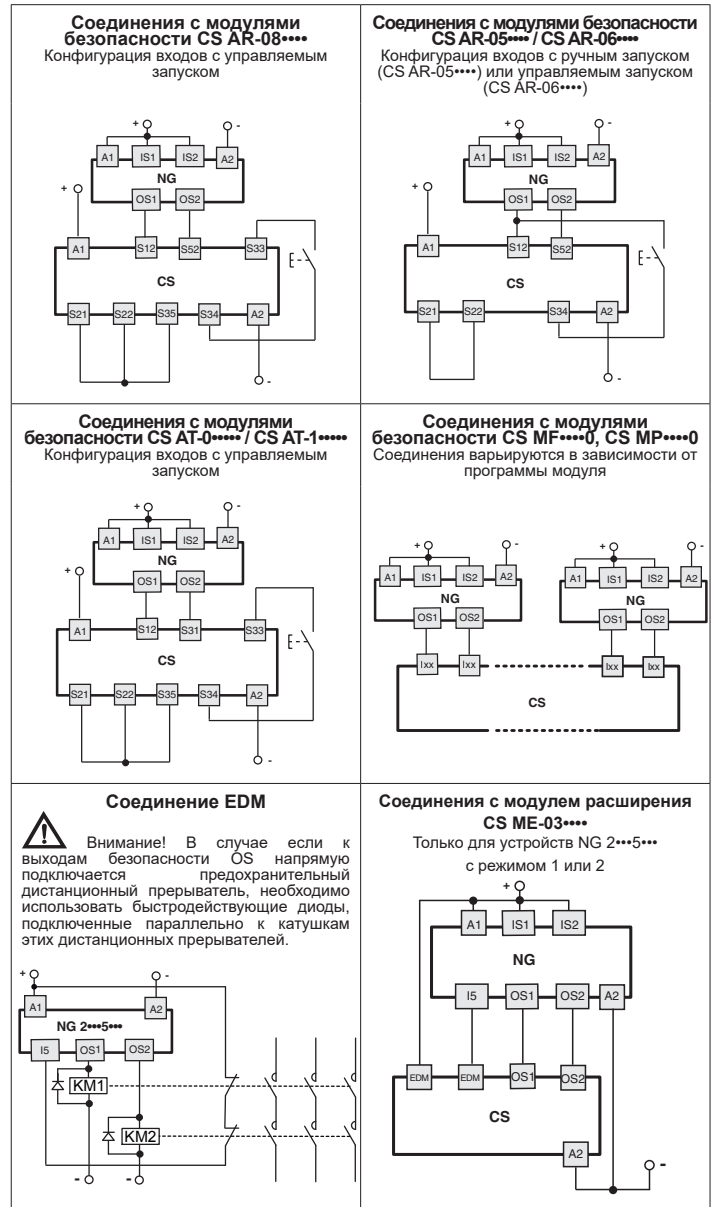 Соединения с модулями
безопасности CS AR-08••••
Конфигурация входов с управляемым
запуском
+ -
A1 IS1 IS2 A2
NG
+ OS1 OS2
A1 S12 S52 S33
CS
S21 S22 S35 S34 A2
-
Соединения с модулями безопасности
CS AR-05•••• / CS AR-06••••
Конфигурация входов с ручным запуском
(CS AR-05••••) или управляемым запуском
(CS AR-06••••)
+ -
A1 IS1 IS2 A2
NG
+ OS1 OS2
A1 S12 S52
CS
S21 S22 S34 A2
-
Соединения с модулями
безопасности CS AT-0••••• / CS AT-1•••••
Конфигурация входов с управляемым
запуском
+ -
A1 IS1 IS2 A2
NG
+ OS1 OS2
A1 S12 S31 S33
CS
S21 S22 S35 S34 A2
-
Соединения с модулями
безопасности CS MF••••0, CS MP••••0
Соединения варьируются в зависимости от
программы модуля
+ - + -
A1 IS1 IS2 A2 A1 IS1 IS2 A2
NG NG
OS1 OS2 OS1 OS2
Ixx Ixx Ixx Ixx
CS
Соединение EDM
Внимание! В случае если к
выходам безопасности OS напрямую
подключается предохранительный
дистанционный прерыватель, необходимо
использовать быстродействующие диоды,
подключенные параллельно к катушкам
этих дистанционных прерывателей.
+ -
A1 A2
NG 2•••5•••
I5 OS1 OS2
KM1
KM2
- -
Соединения с модулем расширения
CS ME-03••••
Только для устройств NG 2•••5•••
с режимом 1 или 2
+
A1 IS1 IS2
NG
I5 OS1 OS2 A2
EDM EDM OS1 OS2
CS
A2 -